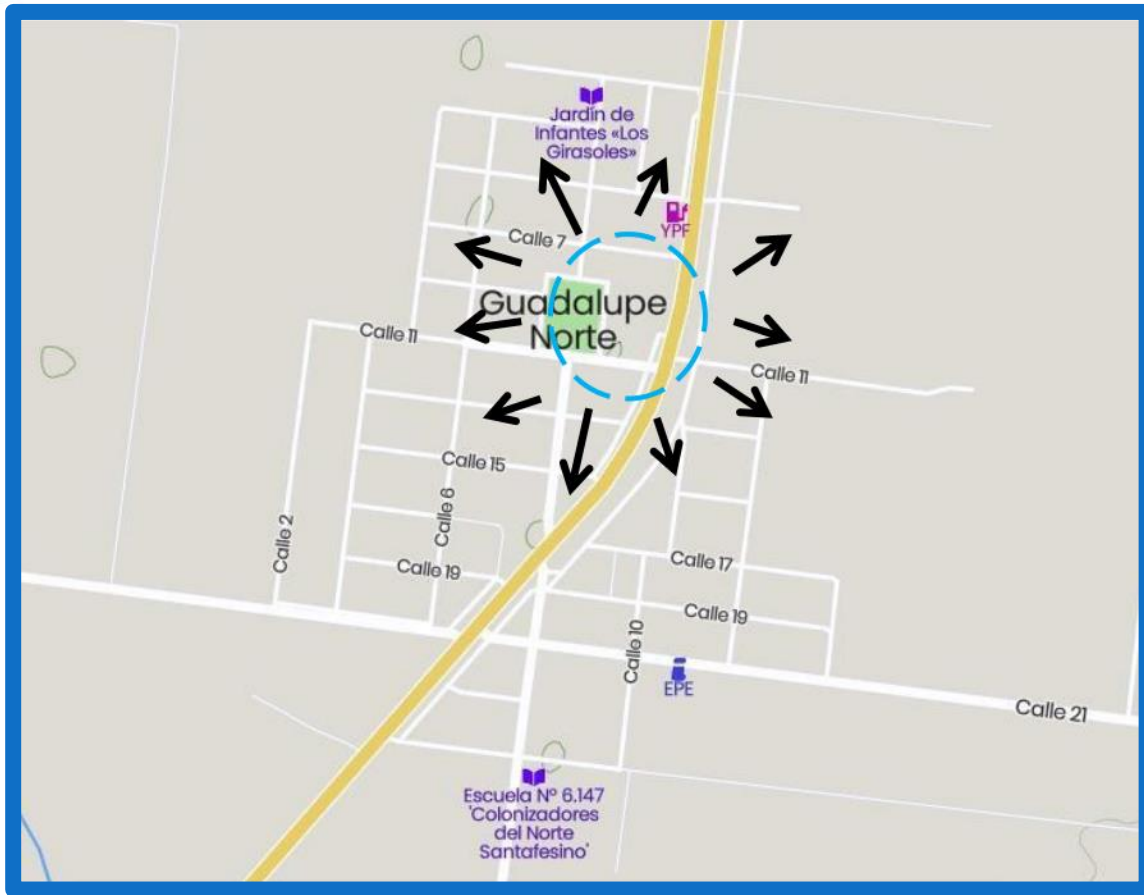 Jardín de
Infantes «Los
Girasoles»
YPF
Calle 7
Guadalupe
Norte
Calle 11
Calle 11
Calle 15
Calle 6
Calle 2
Calle 19
Calle 17
Calle 19
Calle 10
EPE
Calle 21
Escuela Nº 6.147
'Colonizadores
del Norte
Santafesino'